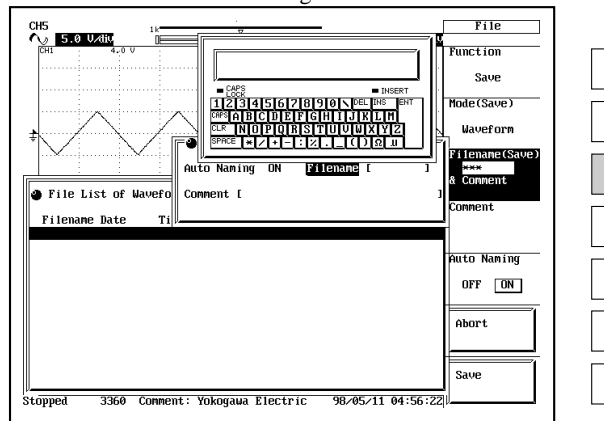 CH5
5.0 V/div
1k
CH1 4.0 V
CAPS LOCK
INSERT
1 2 3 4 5 6 7 8 9 0 \ DEL INS ENT
CAPS A B C D E F G H I J K L M
CLR N O P Q R S T U V W X Y Z
SPACE * / + - : % . _ ( ) Ω μ
Auto Naming ON Filename [ ]
Comment [ ]
File List of Wavefo
Filename Date Ti
File
Function
Save
Mode(Save)
Waveform
Filename(Save)
***
& Comment
Comment
Auto Naming
OFF ON
Abort
Save
Stopped 3360 Comment: Yokogawa Electric 98/05/11 04:56:22